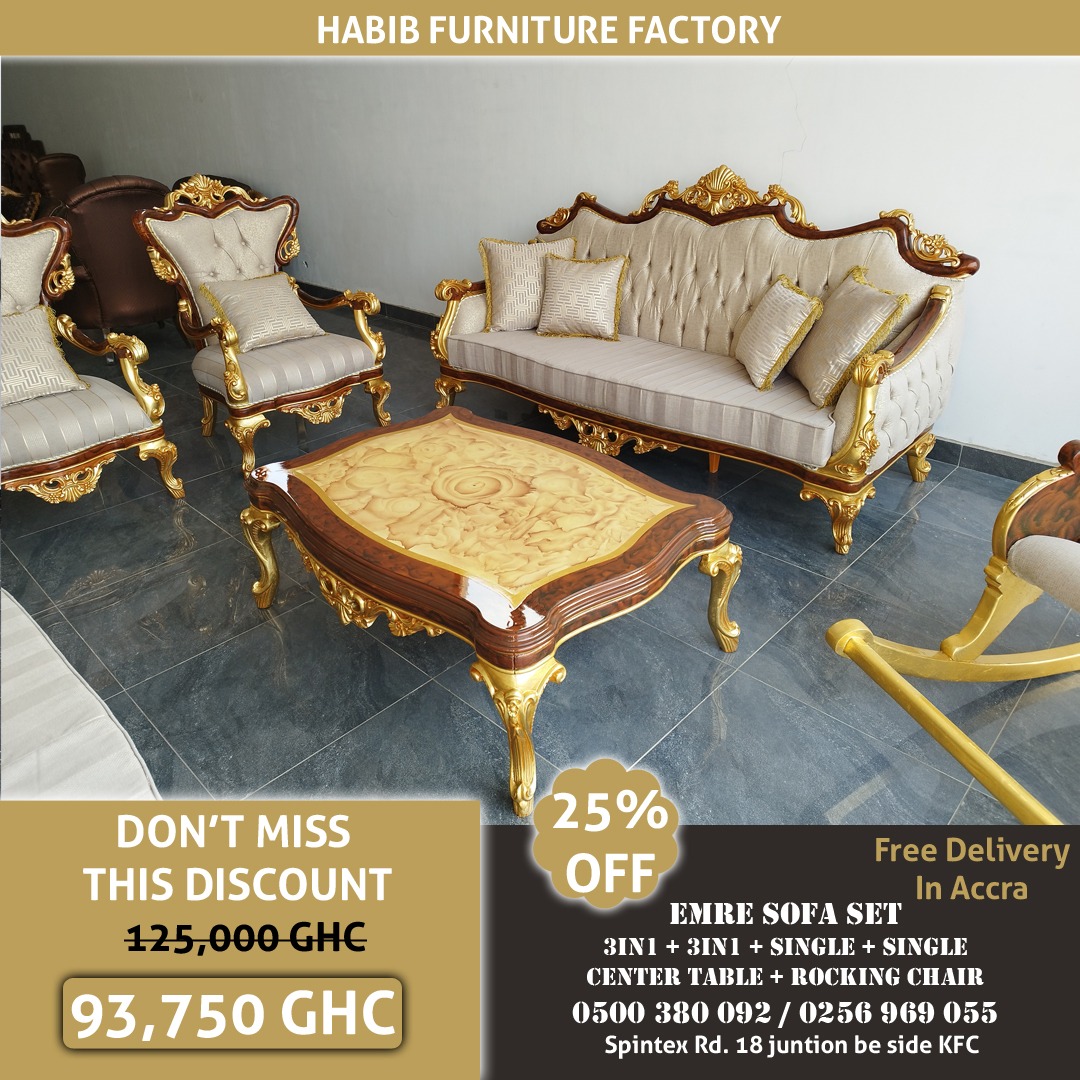 HABIB FURNITURE FACTORY
DON'T MISS
THIS DISCOUNT
125,000 GHC
93,750 GHC
25%
OFF
Free Delivery
In Accra
EMRE SOFA SET
3IN1 + 3IN1 + SINGLE + SINGLE
CENTER TABLE + ROCKING CHAIR
0500 380 092 / 0256 969 055
Spintex Rd. 18 juntion be side KFC